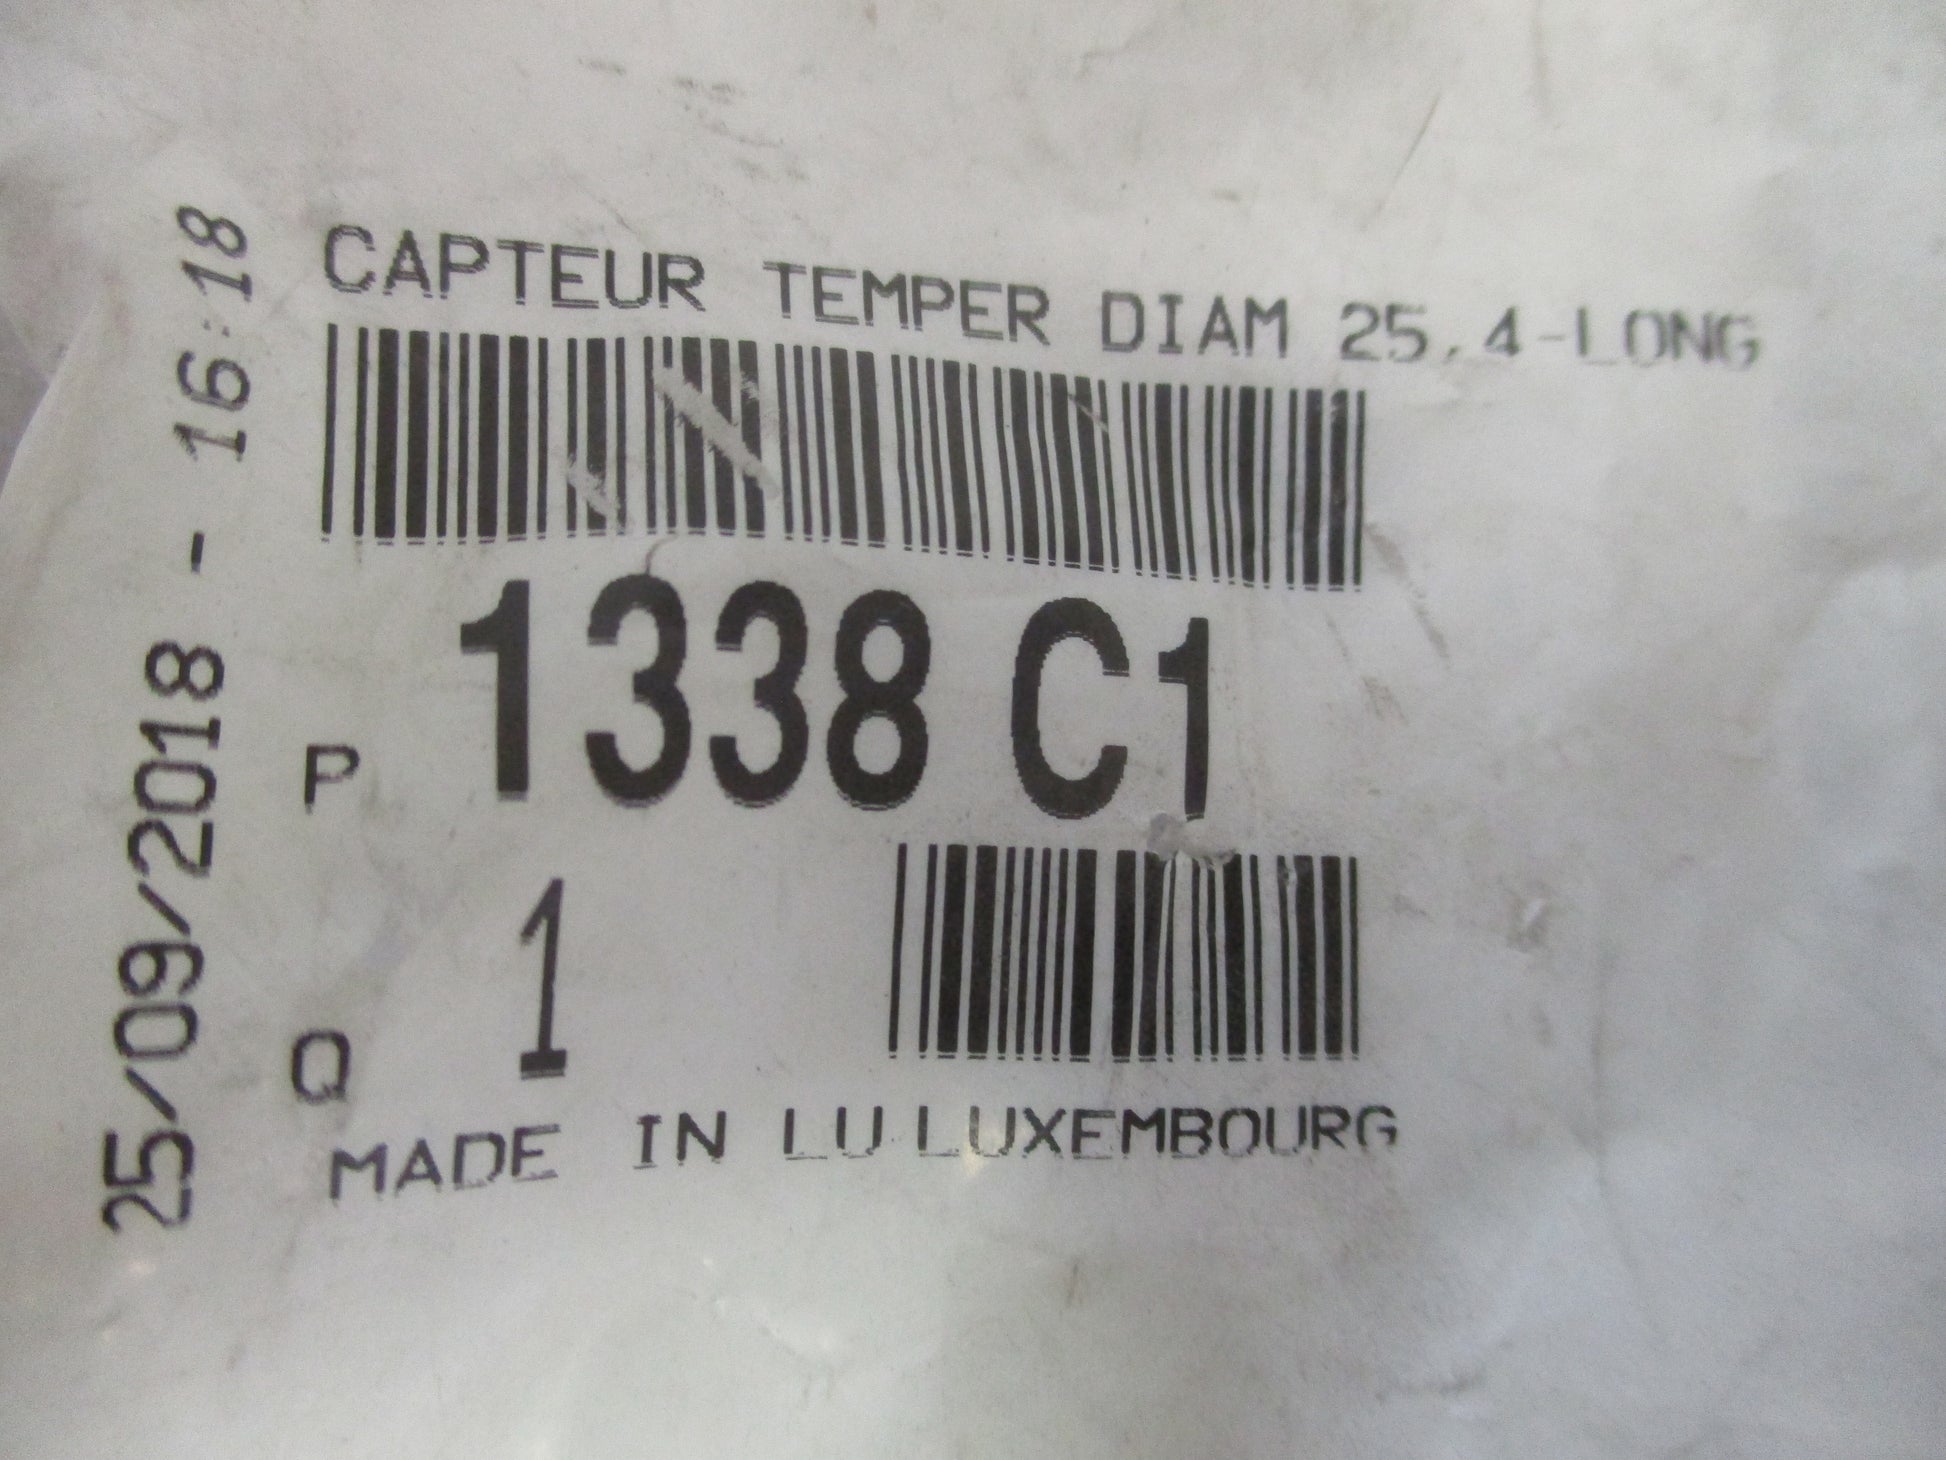 CAPTEUR TEMPER DIAM 25,4-LONG
P 1338 C1
Q 1
MADE IN LU LUXEMBOURG
25/09/2018 - 16:18